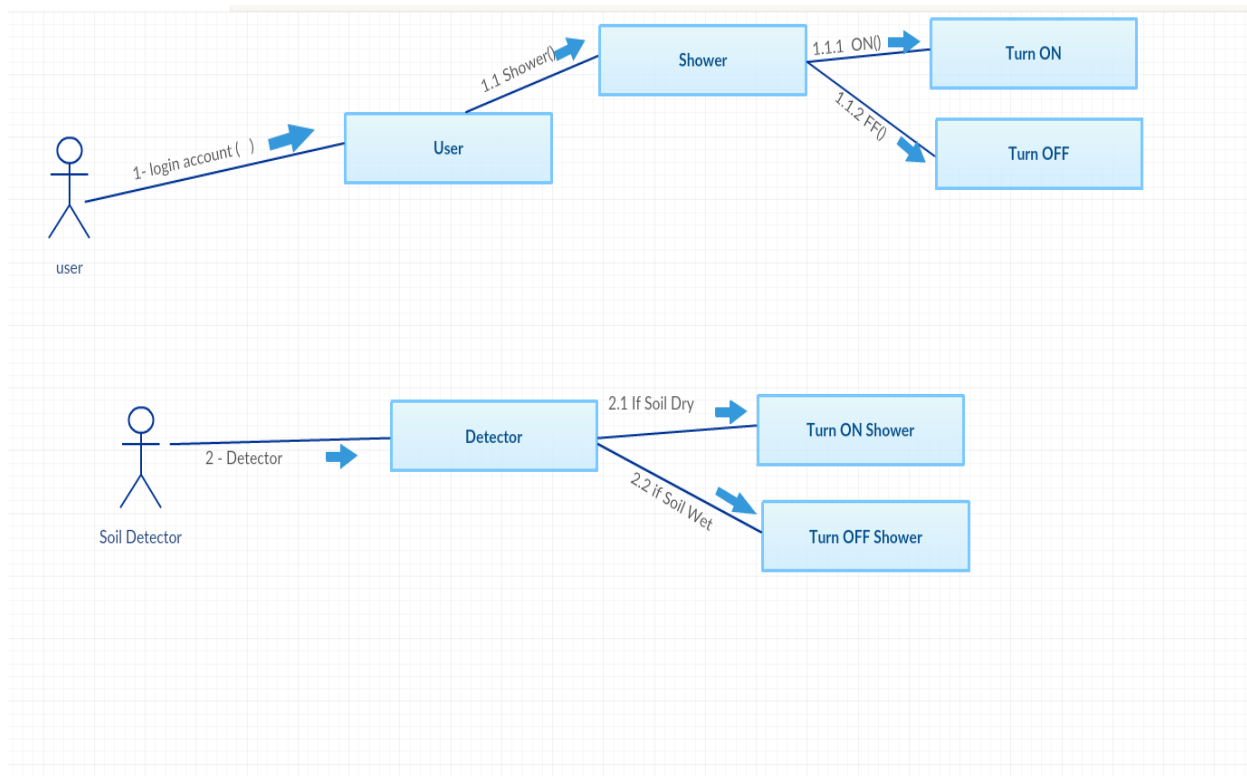 1.1 Shower()
Shower
1.1.1 ON()
Turn ON
1.1.2 FF()
Turn OFF
1- login account ( )
User
user
2.1 If Soil Dry
Turn ON Shower
Detector
2 - Detector
2.2 if Soil Wet
Turn OFF Shower
Soil Detector